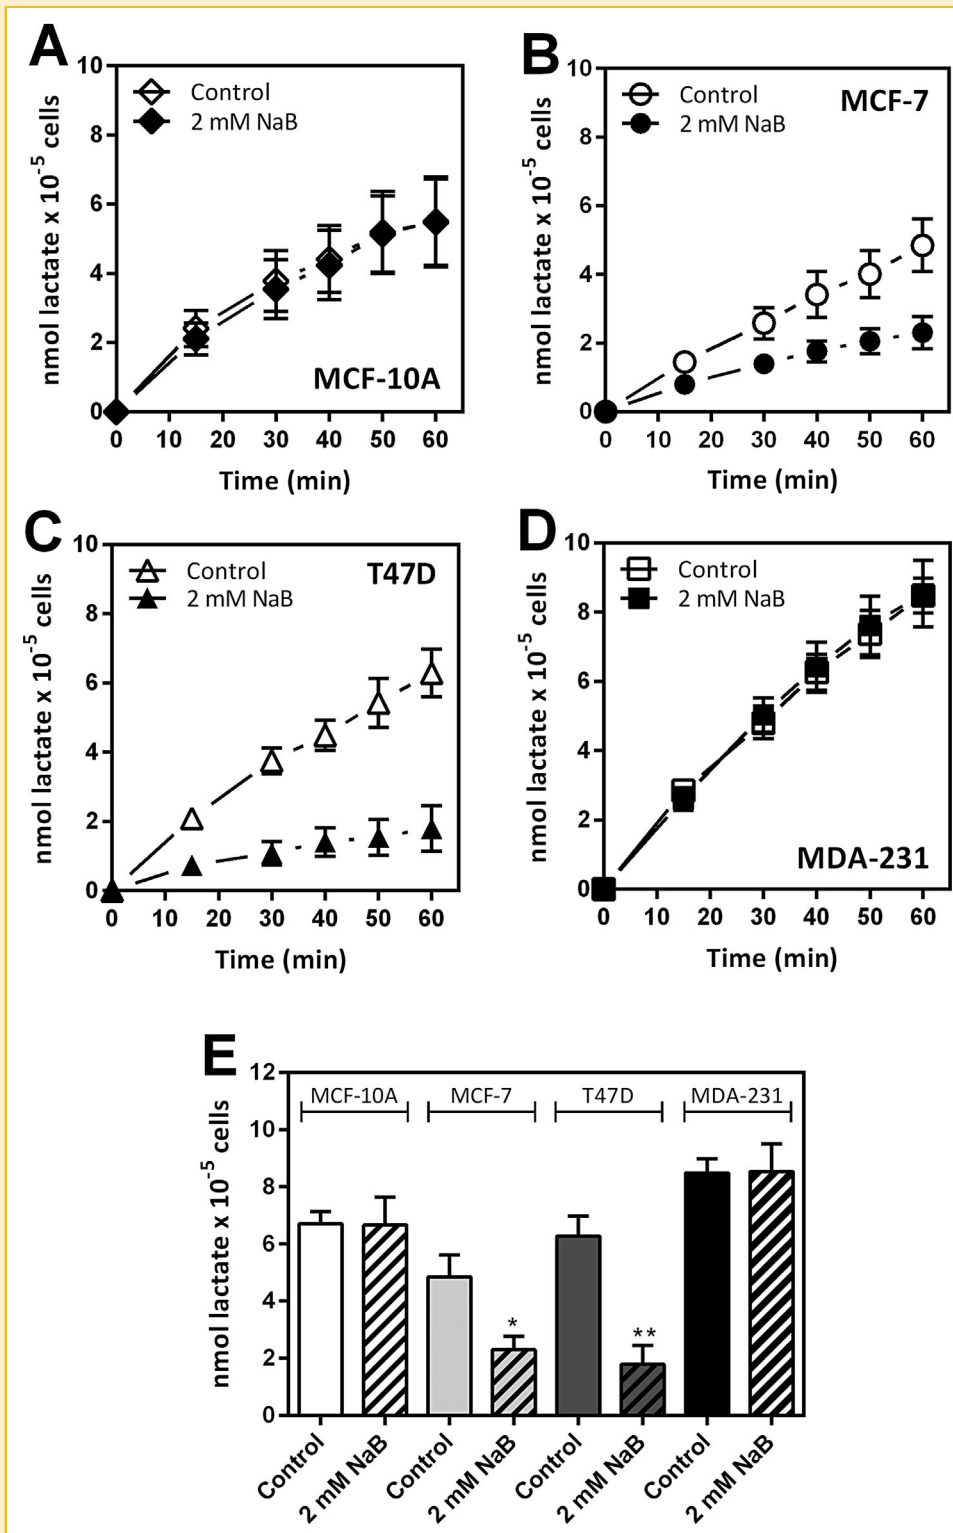 A
nmol lactate x 10⁻⁵ cells
10
8
6
4
2
0
Control
2 mM NaB
MCF-10A
0 10 20 30 40 50 60
Time (min)
B
nmol lactate x 10⁻⁵ cells
10
8
6
4
2
0
Control
2 mM NaB
MCF-7
0 10 20 30 40 50 60
Time (min)
C
nmol lactate x 10⁻⁵ cells
10
8
6
4
2
0
Control
2 mM NaB
T47D
0 10 20 30 40 50 60
Time (min)
D
nmol lactate x 10⁻⁵ cells
10
8
6
4
2
0
Control
2 mM NaB
MDA-231
0 10 20 30 40 50 60
Time (min)
E
nmol lactate x 10⁻⁵ cells
12
10
8
6
4
2
0
MCF-10A MCF-7 T47D MDA-231
*
**
Control 2 mM NaB Control 2 mM NaB Control 2 mM NaB Control 2 mM NaB